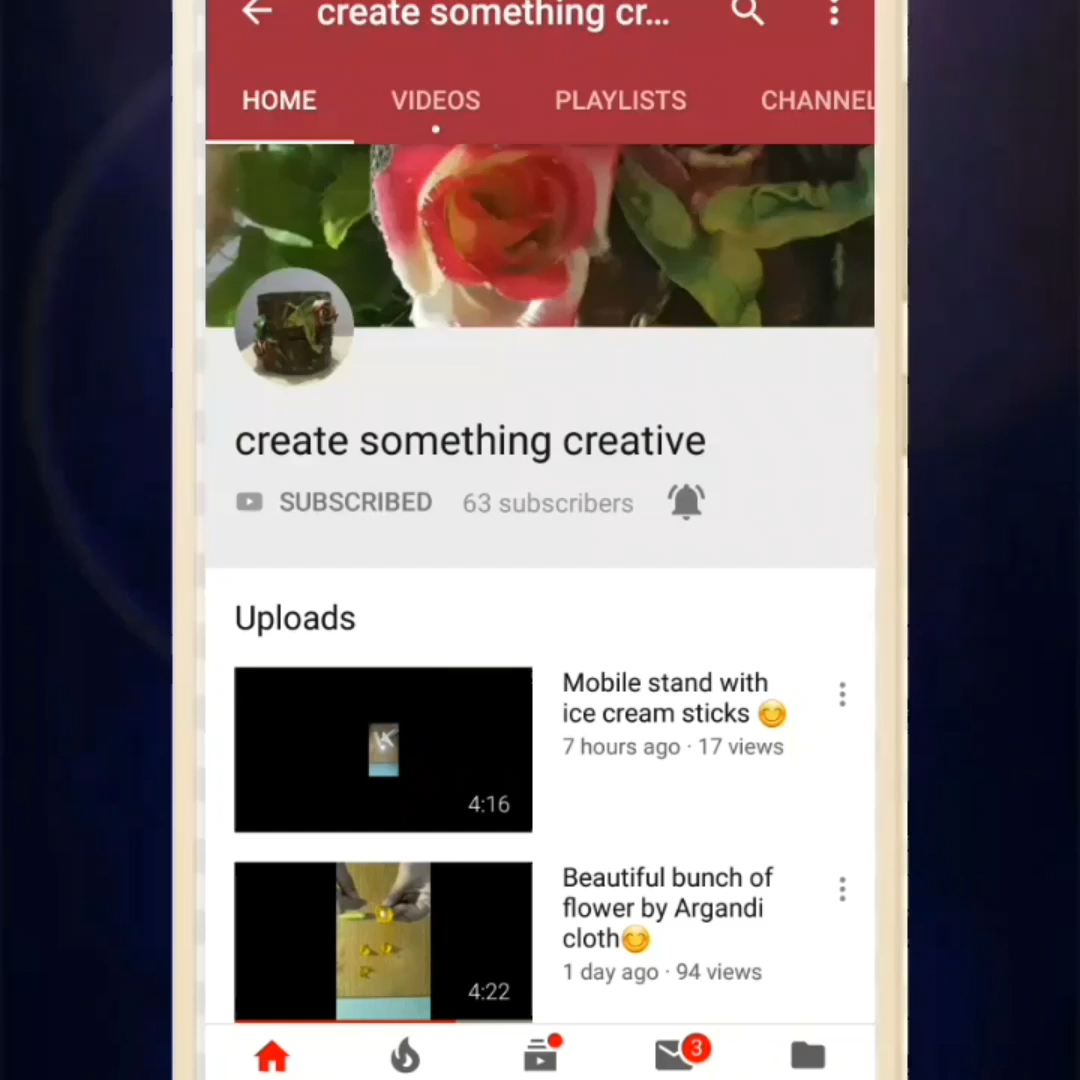 create something cr...
HOME VIDEOS PLAYLISTS CHANNEL
create something creative
SUBSCRIBED 63 subscribers
Uploads
Mobile stand with
ice cream sticks 😊
7 hours ago · 17 views
4:16
Beautiful bunch of
flower by Argandi
cloth😊
1 day ago · 94 views
4:22
3